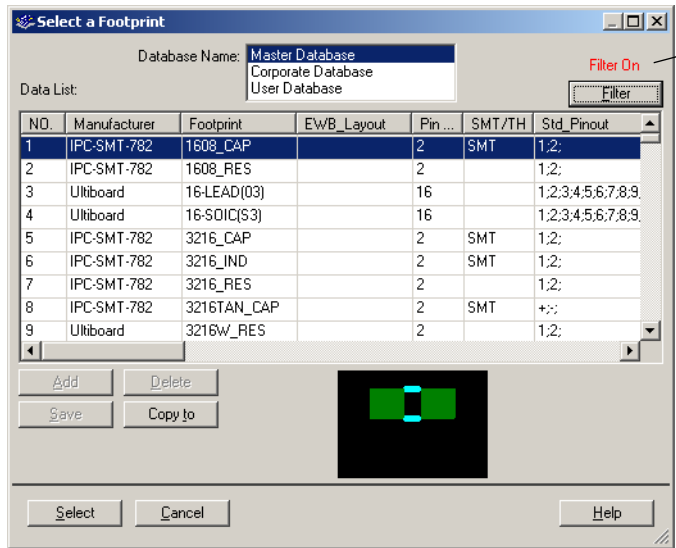 Select a Footprint
Database Name: Master Database
Corporate Database
User Database
Filter On
Data List:
Filter
NO. Manufacturer Footprint EWB_Layout Pin ... SMT/TH Std_Pinout
1 IPC-SMT-782 1608_CAP 2 SMT 1;2;
2 IPC-SMT-782 1608_RES 2 1;2;
3 Ultiboard 16-LEAD(03) 16 1;2;3;4;5;6;7;8;9,
4 Ultiboard 16-SOIC(S3) 16 1;2;3;4;5;6;7;8;9,
5 IPC-SMT-782 3216_CAP 2 SMT 1;2;
6 IPC-SMT-782 3216_IND 2 SMT 1;2;
7 IPC-SMT-782 3216_RES 2 1;2;
8 IPC-SMT-782 3216TAN_CAP 2 SMT +;-;
9 Ultiboard 3216W_RES 2 1;2;
Add Delete
Save Copy to
Select Cancel Help